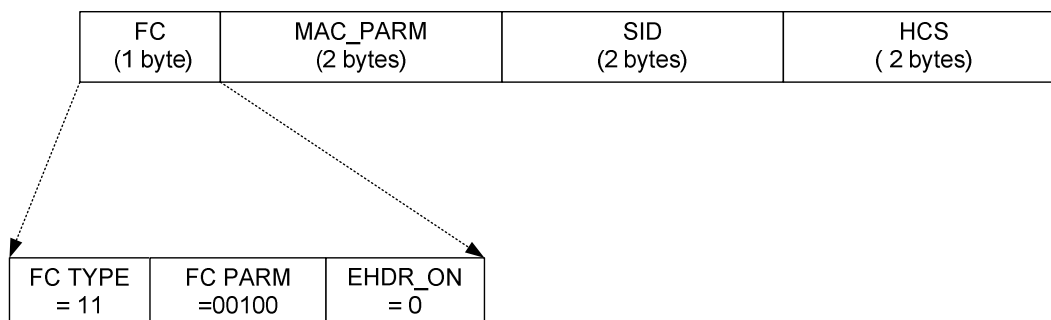 FC
(1 byte)
MAC_PARM
(2 bytes)
SID
(2 bytes)
HCS
( 2 bytes)
FC TYPE
= 11
FC PARM
=00100
EHDR_ON
= 0